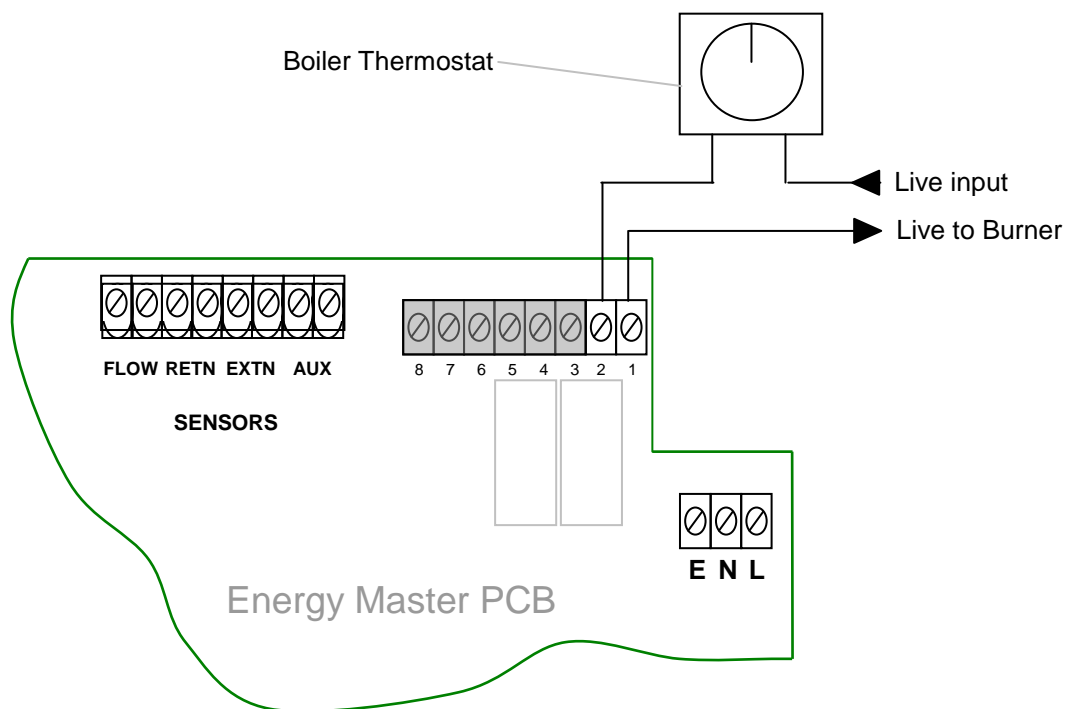 Boiler Thermostat
Live input
Live to Burner
FLOW RETN EXTN AUX
8 7 6 5 4 3 2 1
SENSORS
E N L
Energy Master PCB